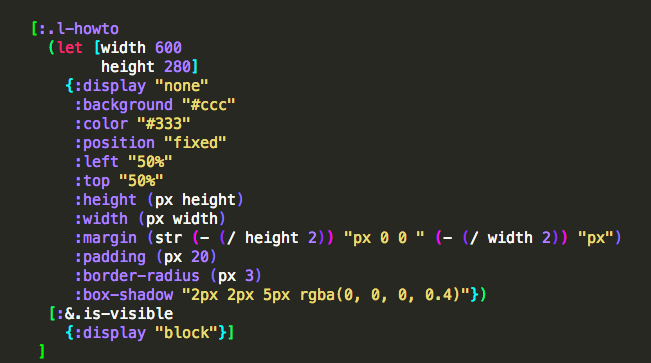 [:.l-howto
(let [width 600
height 280]
{:display "none"
:background "#ccc"
:color "#333"
:position "fixed"
:left "50%"
:top "50%"
:height (px height)
:width (px width)
:margin (str (- (/ height 2)) "px 0 0 " (- (/ width 2)) "px")
:padding (px 20)
:border-radius (px 3)
:box-shadow "2px 2px 5px rgba(0, 0, 0, 0.4)"})
[:&.is-visible
{:display "block"}]
]